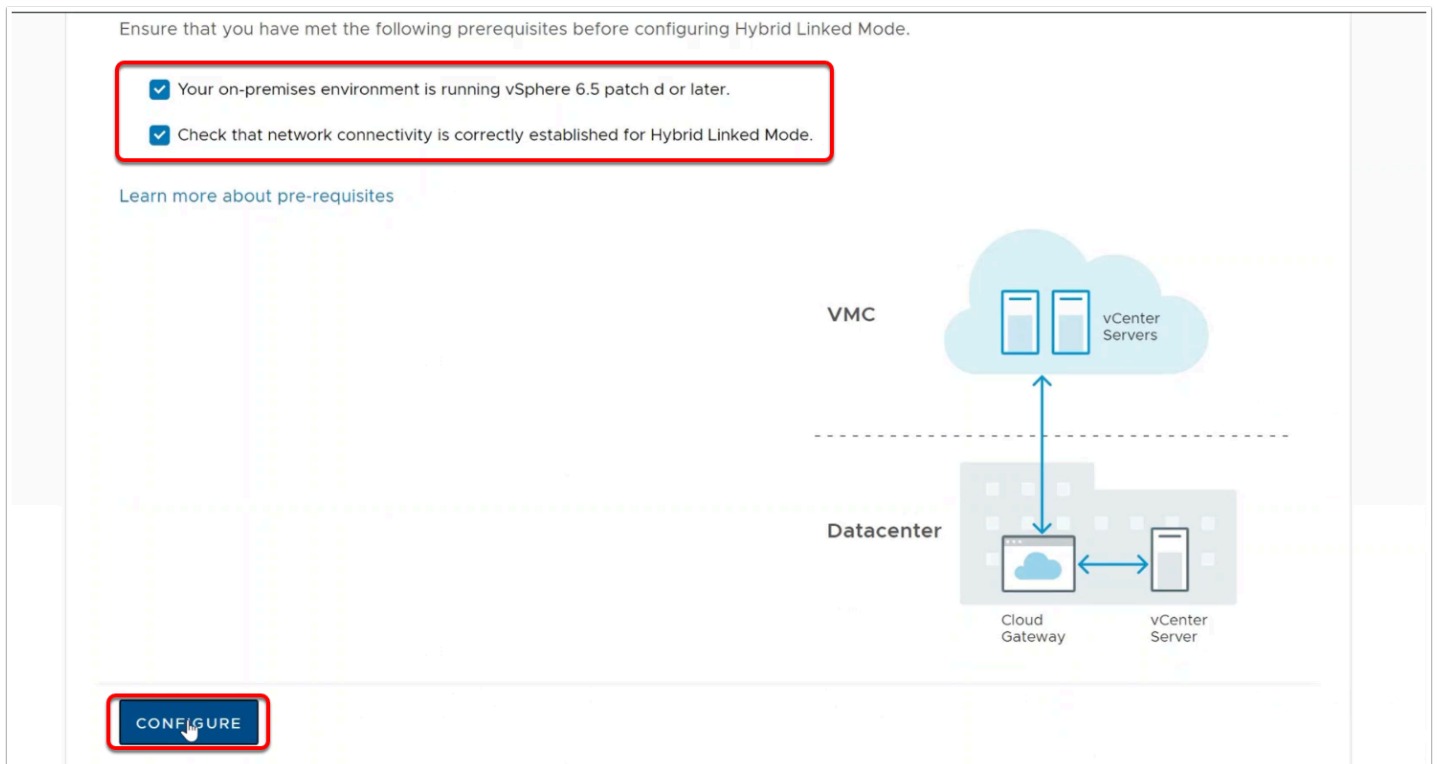 Ensure that you have met the following prerequisites before configuring Hybrid Linked Mode.
Your on-premises environment is running vSphere 6.5 patch d or later.
Check that network connectivity is correctly established for Hybrid Linked Mode.
Learn more about pre-requisites
VMC
vCenter
Servers
Datacenter
Cloud
Gateway
vCenter
Server
CONFIGURE